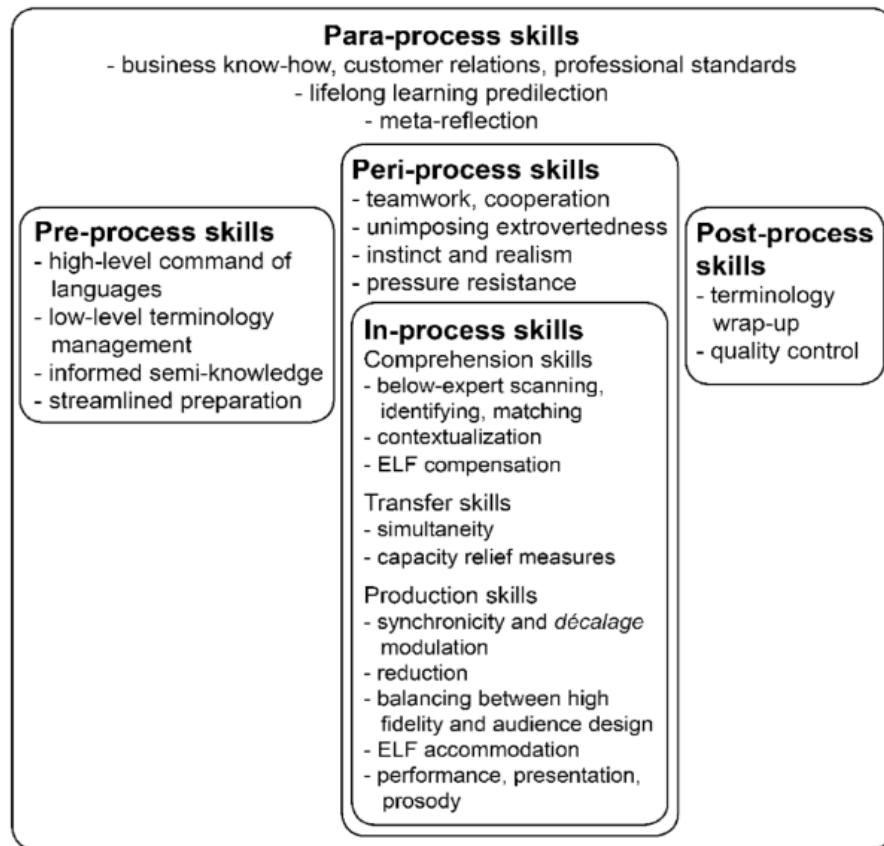 Para-process skills
- business know-how, customer relations, professional standards
- lifelong learning predilection
- meta-reflection
Pre-process skills
- high-level command of
languages
- low-level terminology
management
- informed semi-knowledge
- streamlined preparation
Peri-process skills
- teamwork, cooperation
- unimposing extrovertedness
- instinct and realism
- pressure resistance
In-process skills
Comprehension skills
- below-expert scanning,
identifying, matching
- contextualization
- ELF compensation
Transfer skills
- simultaneity
- capacity relief measures
Production skills
- synchronicity and décalage
modulation
- reduction
- balancing between high
fidelity and audience design
- ELF accommodation
- performance, presentation,
prosody
Post-process
skills
- terminology
wrap-up
- quality control